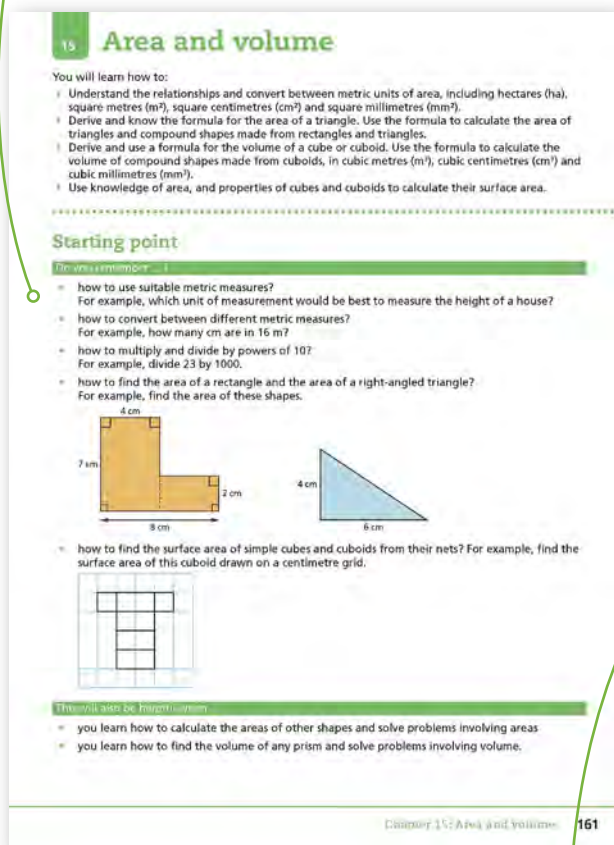 15 Area and volume
You will learn how to:
Understand the relationships and convert between metric units of area, including hectares (ha),
square metres (m²), square centimetres (cm²) and square millimetres (mm²).
Derive and know the formula for the area of a triangle. Use the formula to calculate the area of
triangles and compound shapes made from rectangles and triangles.
Derive and use a formula for the volume of a cube or cuboid. Use the formula to calculate the
volume of compound shapes made from cuboids, in cubic metres (m³), cubic centimetres (cm³) and
cubic millimetres (mm³).
Use knowledge of area, and properties of cubes and cuboids to calculate their surface area.
Starting point
Do you remember ... ?
how to use suitable metric measures?
For example, which unit of measurement would be best to measure the height of a house?
how to convert between different metric measures?
For example, how many cm are in 16 m?
how to multiply and divide by powers of 10?
For example, divide 23 by 1000.
how to find the area of a rectangle and the area of a right-angled triangle?
For example, find the area of these shapes.
4 cm
7 cm
2 cm
8 cm
4 cm
6 cm
how to find the surface area of simple cubes and cuboids from their nets? For example, find the
surface area of this cuboid drawn on a centimetre grid.
This will also be helpful when
you learn how to calculate the areas of other shapes and solve problems involving areas
you learn how to find the volume of any prism and solve problems involving volume.
Chapter 15: Area and volume 161